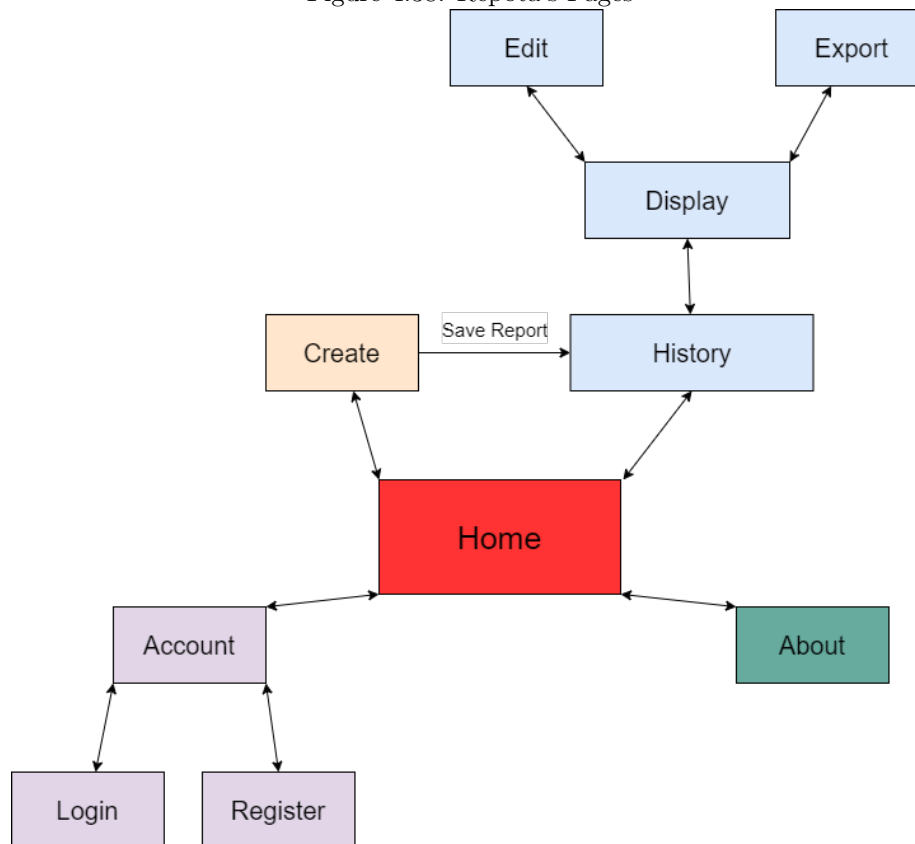 Edit
Export
Display
Save Report
Create
History
Home
Account
About
Login
Register